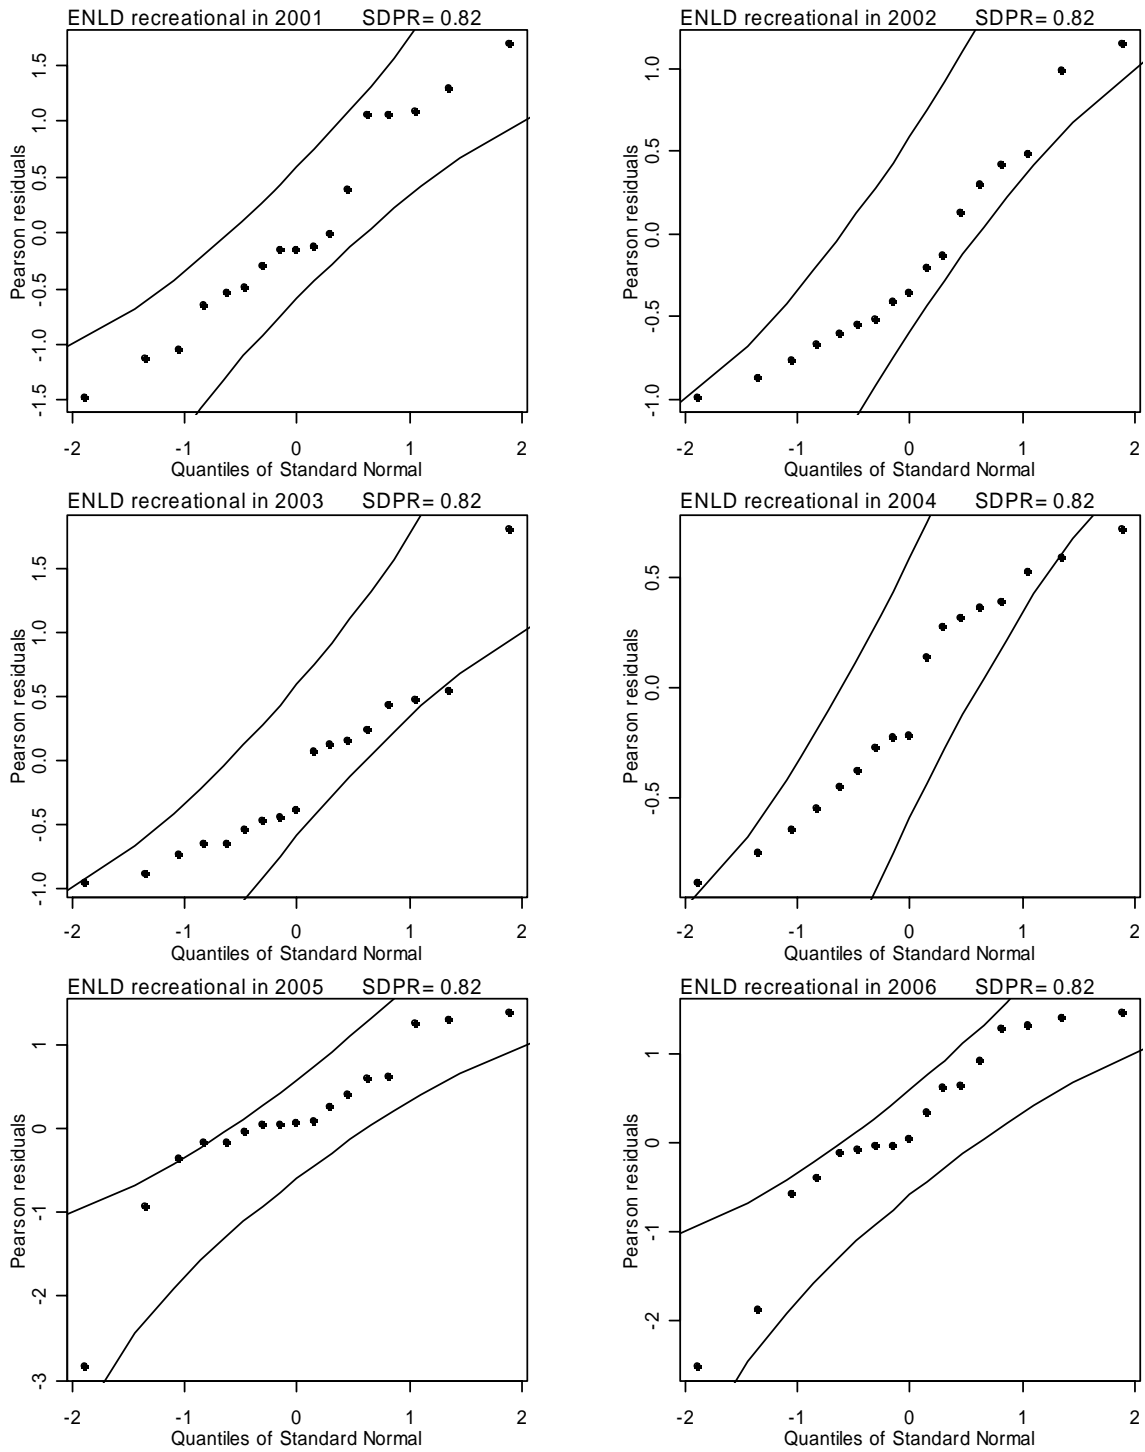 ENLD recreational in 2001 SDPR= 0.82
Pearson residuals
1.5
1.0
0.5
0.0
-0.5
-1.0
-1.5
-2 -1 0 1 2
Quantiles of Standard Normal
ENLD recreational in 2002 SDPR= 0.82
Pearson residuals
1.0
0.5
0.0
-0.5
-1.0
-2 -1 0 1 2
Quantiles of Standard Normal
ENLD recreational in 2003 SDPR= 0.82
Pearson residuals
1.5
1.0
0.5
0.0
-0.5
-1.0
-2 -1 0 1 2
Quantiles of Standard Normal
ENLD recreational in 2004 SDPR= 0.82
Pearson residuals
0.5
0.0
-0.5
-2 -1 0 1 2
Quantiles of Standard Normal
ENLD recreational in 2005 SDPR= 0.82
Pearson residuals
1
0
-1
-2
-3
-2 -1 0 1 2
Quantiles of Standard Normal
ENLD recreational in 2006 SDPR= 0.82
Pearson residuals
1
0
-1
-2
-2 -1 0 1 2
Quantiles of Standard Normal